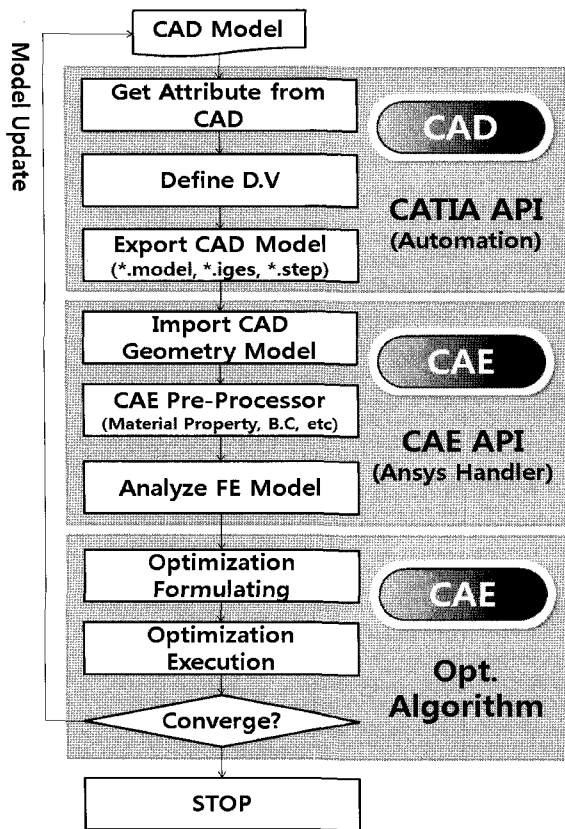 CAD Model
Model Update
Get Attribute from
CAD
Define D.V
Export CAD Model
(*.model, *.iges, *.step)
CAD
CATIA API
(Automation)
Import CAD
Geometry Model
CAE Pre-Processor
(Material Property, B.C, etc)
Analyze FE Model
CAE
CAE API
(Ansys Handler)
Optimization
Formulating
Optimization
Execution
Converge?
CAE
Opt.
Algorithm
STOP